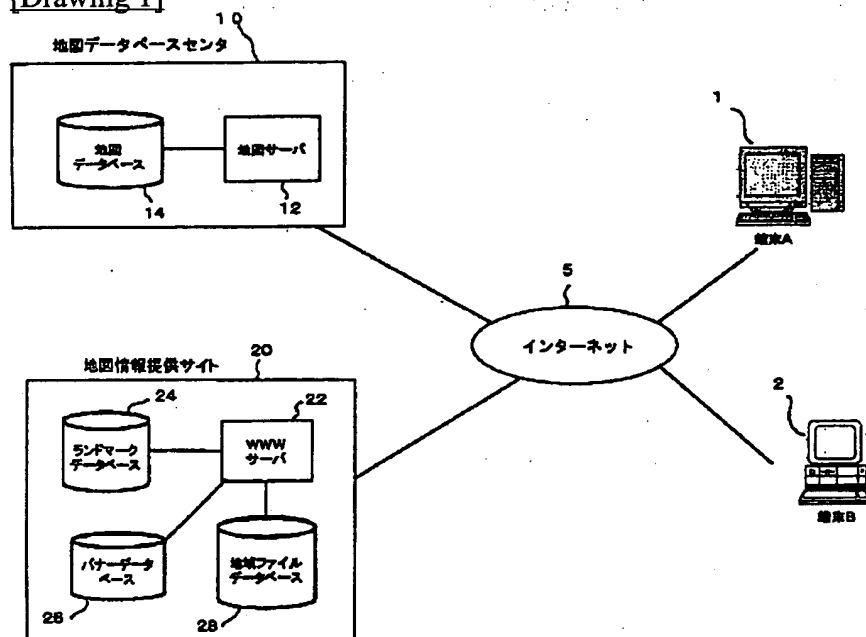 [Drawing 1]
10
地図データベースセンタ
地図
データベース
14
地図サーバ
12
1
端末A
5
インターネット
2
端末B
地図情報提供サイト
20
24
ランドマーク
データベース
22
WWW
サーバ
バナーデータ
ベース
26
地域ファイル
データベース
28